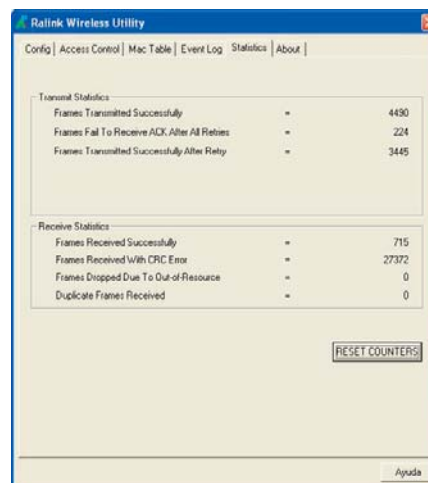 Ralink Wireless Utility
Config Access Control Mac Table Event Log Statistics About
Transmit Statistics
Frames Transmitted Successfully = 4490
Frames Fail To Receive ACK After All Retries = 224
Frames Transmitted Successfully After Retry = 3445
Receive Statistics
Frames Received Successfully = 715
Frames Received With CRC Error = 27372
Frames Dropped Due To Out-of-Resource = 0
Duplicate Frames Received = 0
RESET COUNTERS
Ayuda